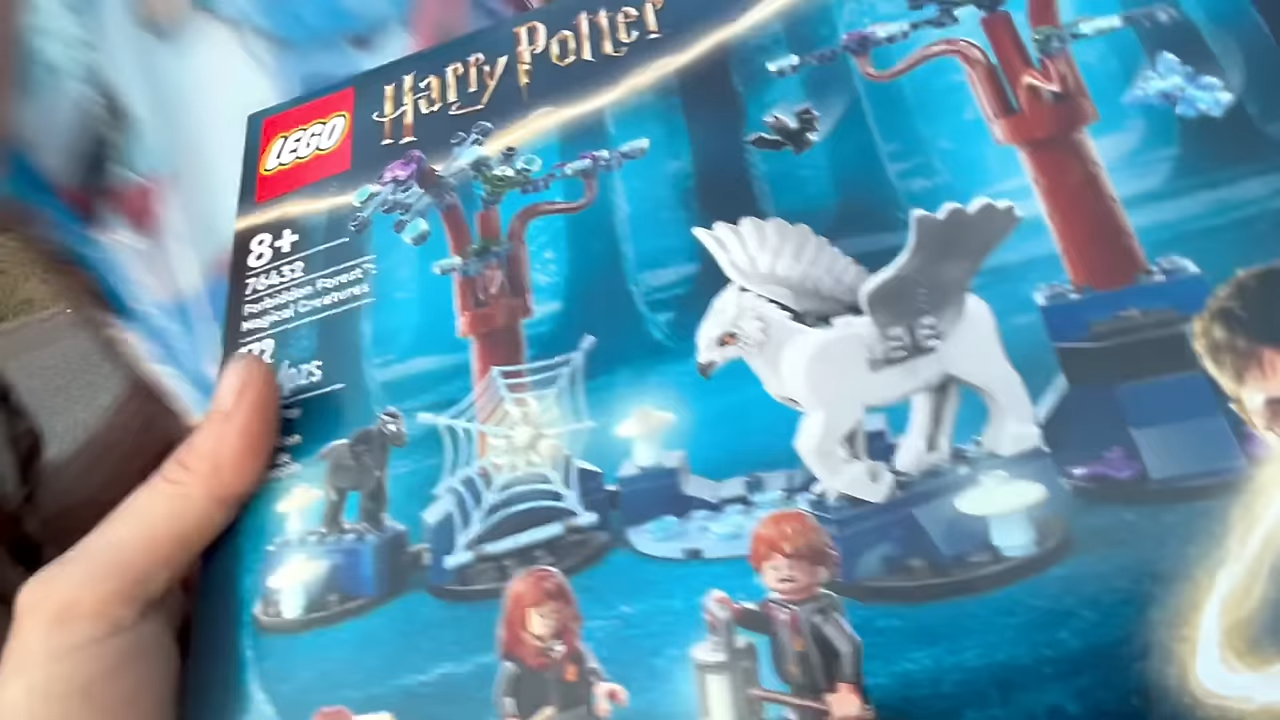 Harry Potter
LEGO
8+
76432
Forbidden Forest™:
Magical Creatures